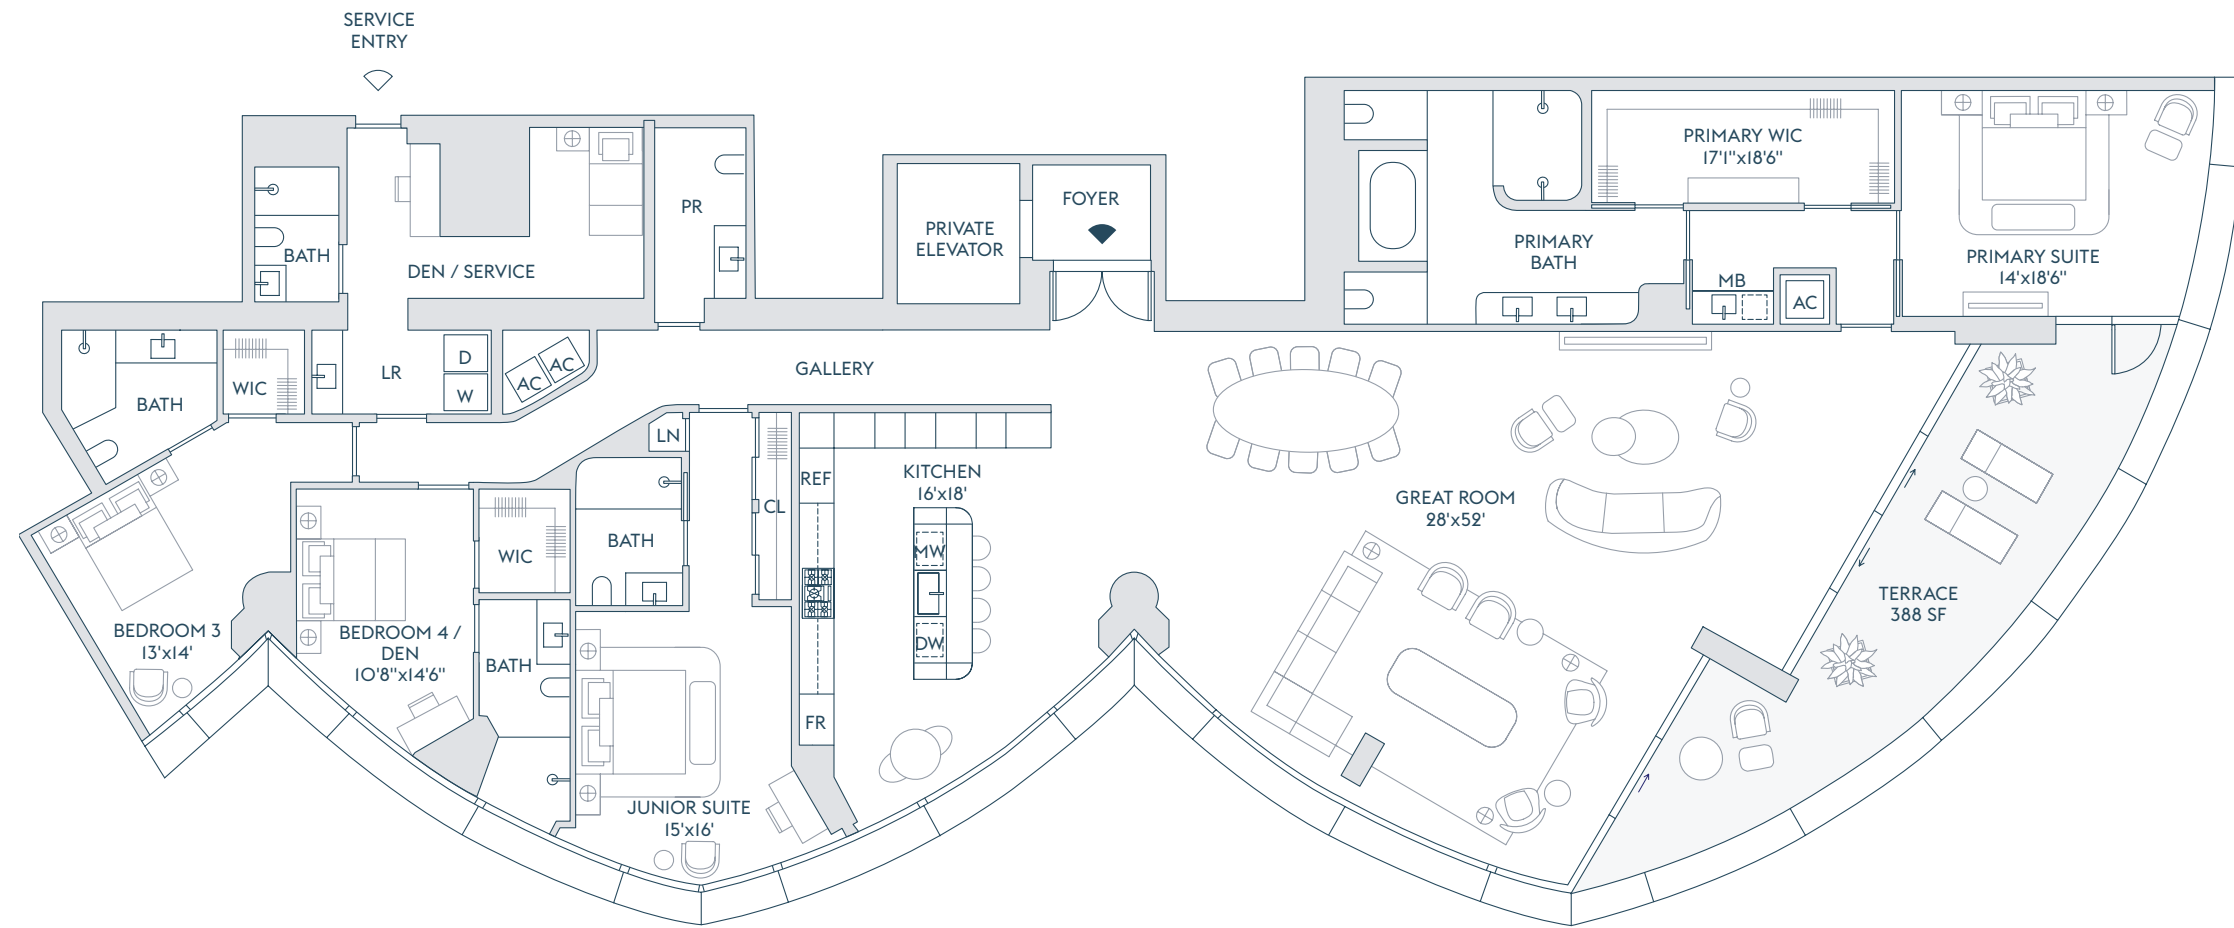 SERVICE
ENTRY
PRIMARY WIC
17'1"x18'6"
PR
FOYER
PRIVATE
ELEVATOR
BATH
DEN / SERVICE
PRIMARY
BATH
PRIMARY SUITE
14'x18'6"
MB
AC
D
W
LR
AC
AC
GALLERY
WIC
BATH
LN
REF
KITCHEN
16'x18'
CL
GREAT ROOM
28'x52'
BATH
WIC
MW
DW
FR
TERRACE
388 SF
BEDROOM 3
13'x14'
BEDROOM 4 /
DEN
10'8"x14'6"
BATH
JUNIOR SUITE
15'x16'